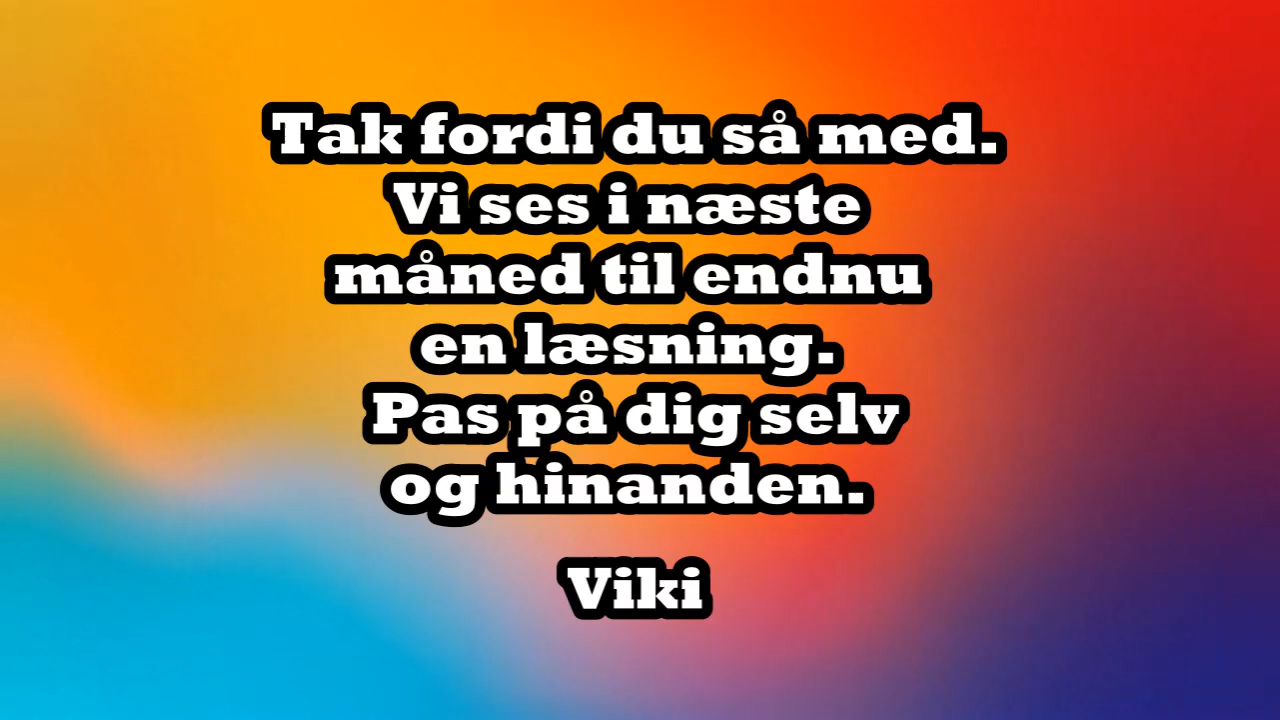 Tak fordi du så med.
Vi ses i næste
måned til endnu
en læsning.
Pas på dig selv
og hinanden.
Viki